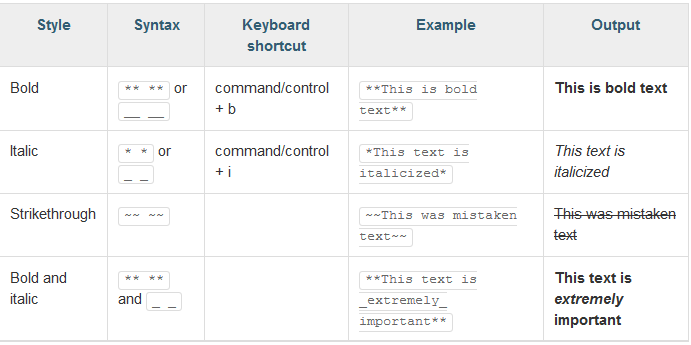 Style Syntax Keyboard shortcut Example Output
Bold ** ** or __ __ command/control + b **This is bold text** This is bold text
Italic * * or _ _ command/control + i *This text is italicized* This text is italicized
Strikethrough ~~ ~~ ~~This was mistaken text~~ This was mistaken text
Bold and italic ** ** and _ _ **This text is _extremely_ important** This text is extremely important